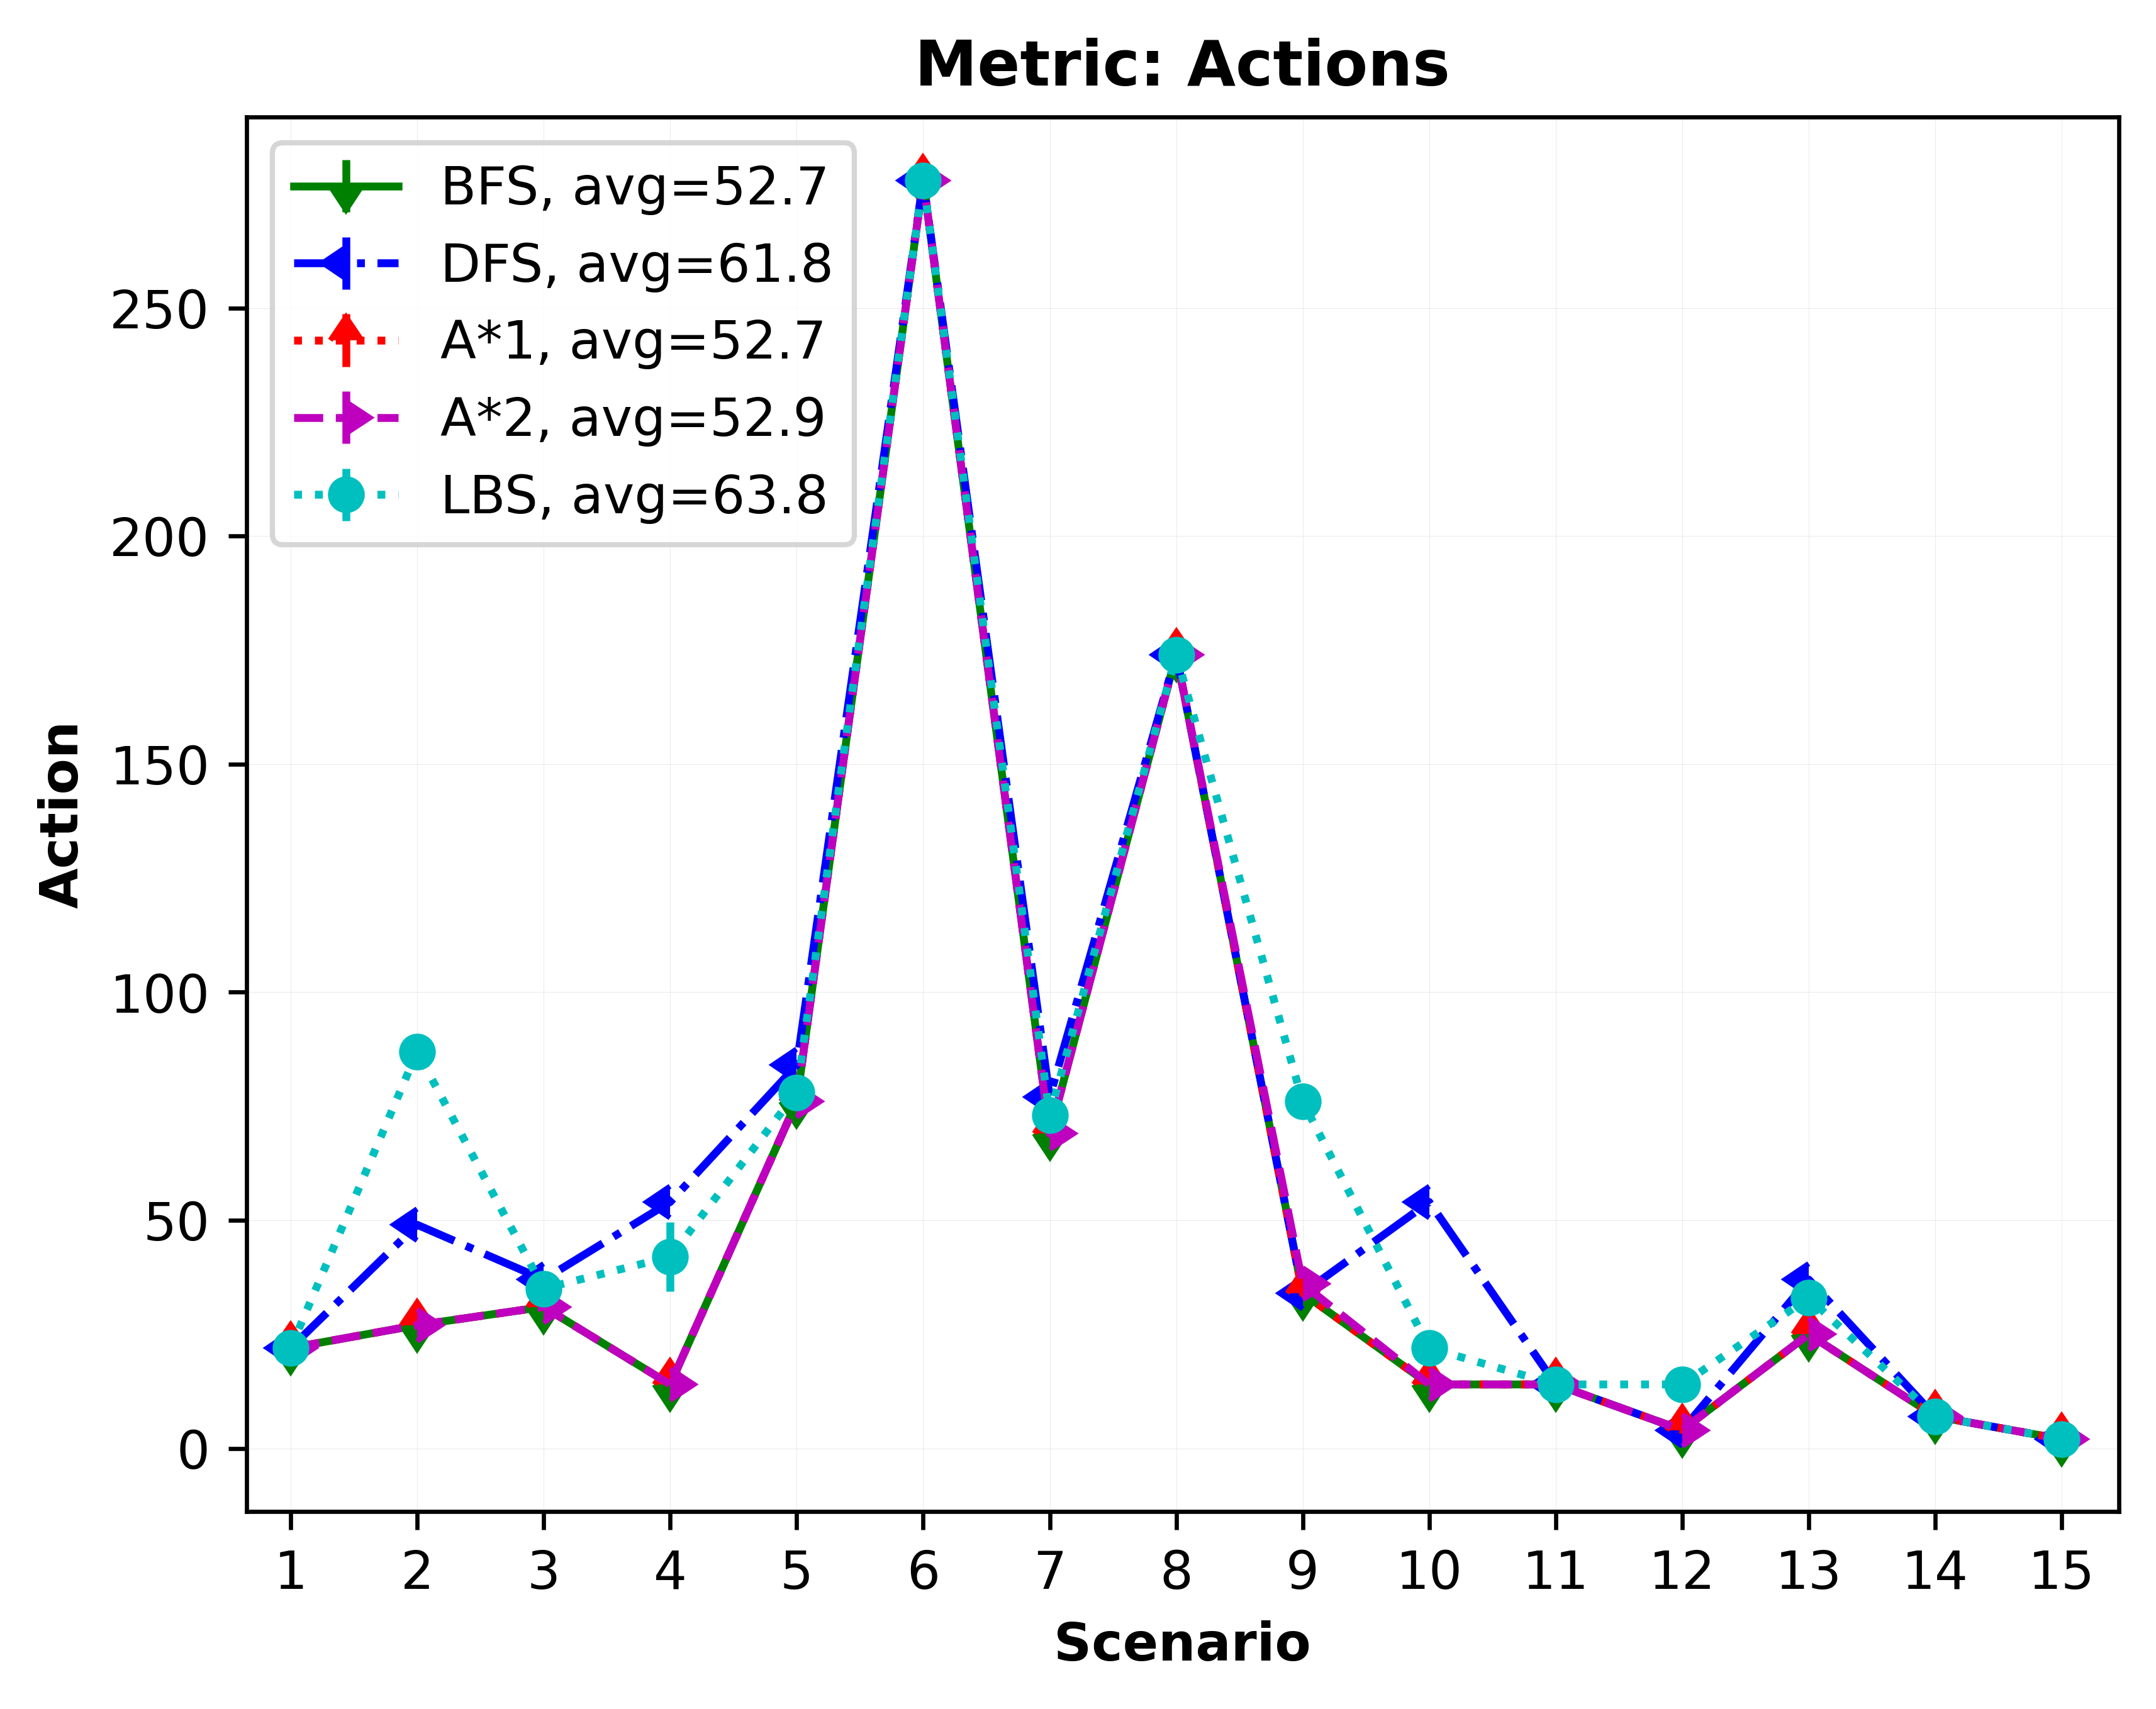 Metric: Actions
BFS, avg=52.7
DFS, avg=61.8
A*1, avg=52.7
A*2, avg=52.9
LBS, avg=63.8
Action
250
200
150
100
50
0
1 2 3 4 5 6 7 8 9 10 11 12 13 14 15
Scenario